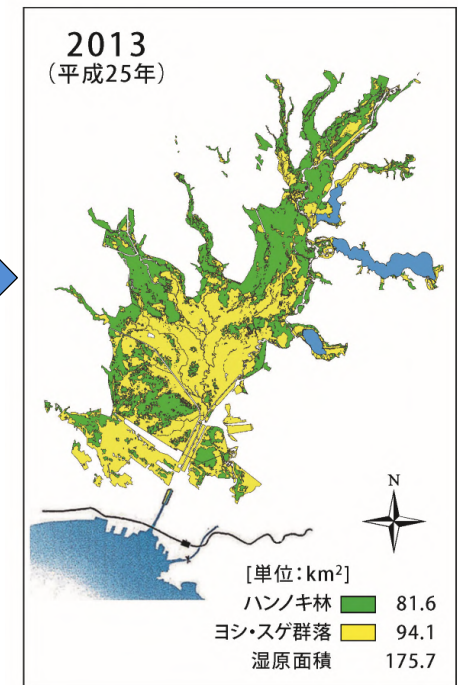 2013
(平成25年)
N
[単位:km²]
ハンノキ林 81.6
ヨシ・スゲ群落 94.1
湿原面積 175.7